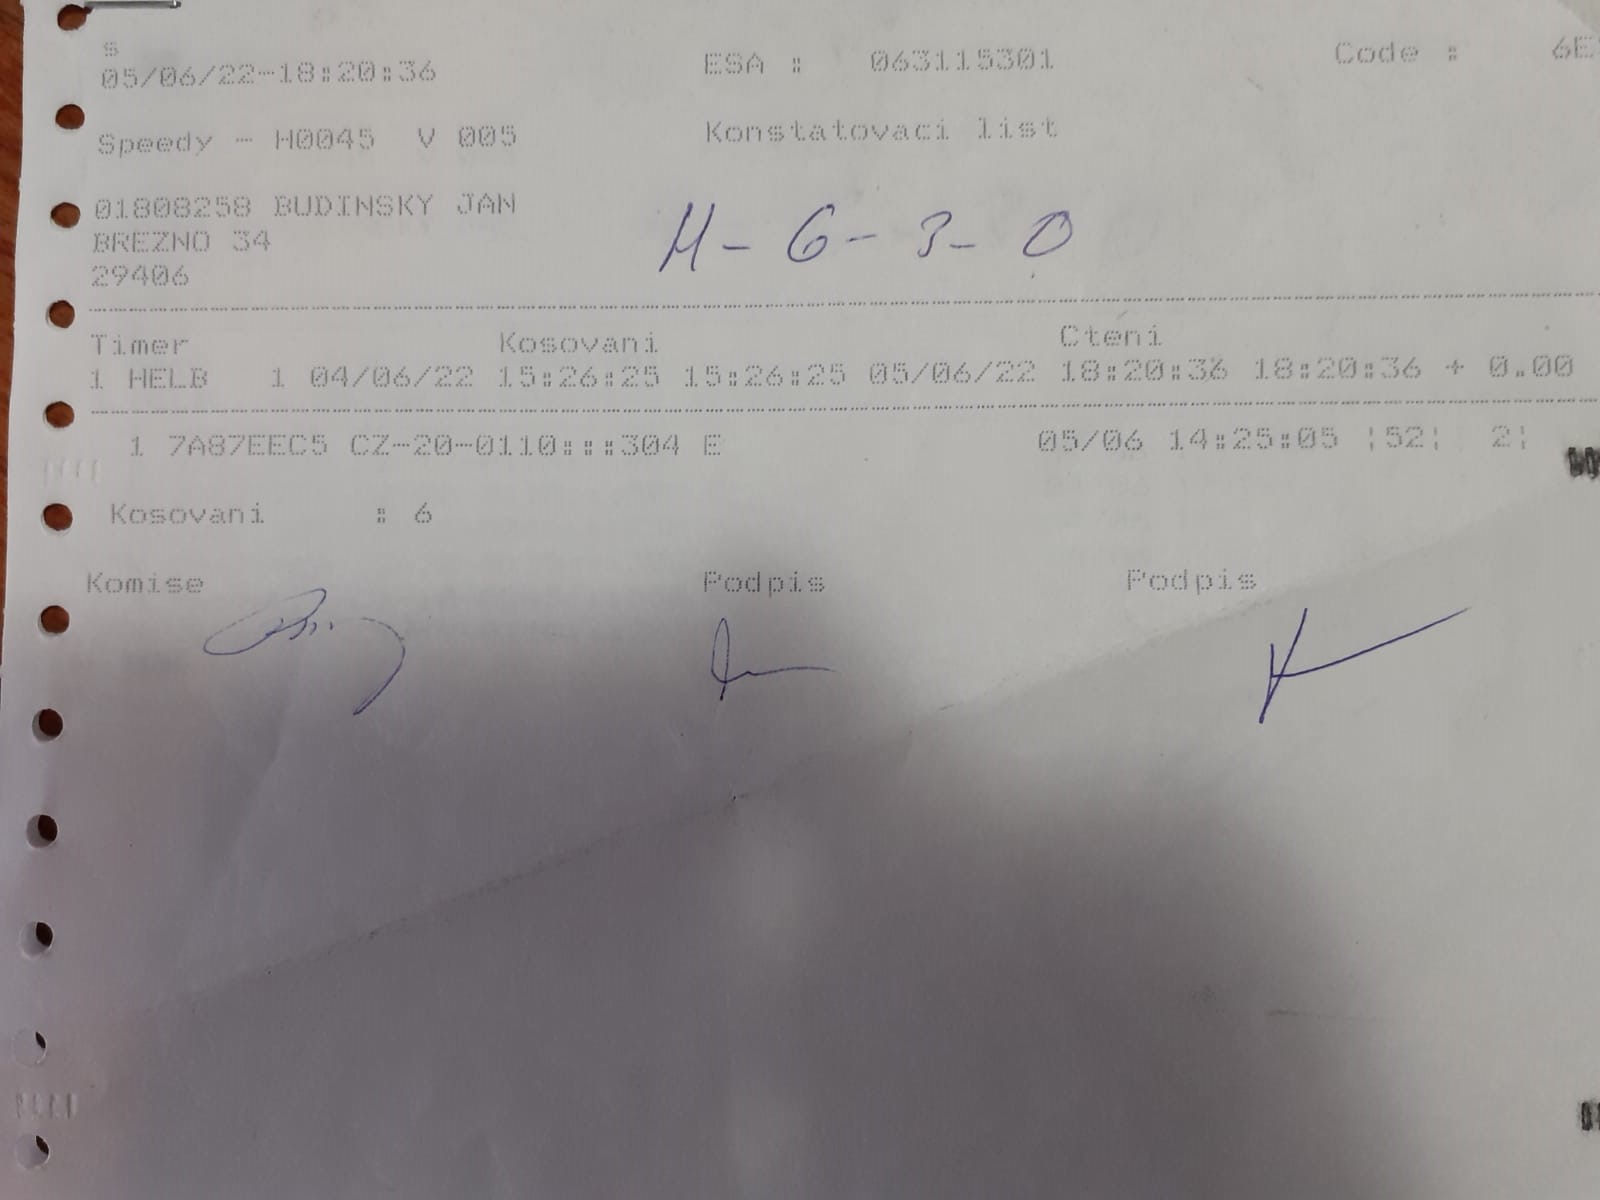 s
05/06/22-18:20:36 ESA : 063115301 Code :
Speedy - H0045 V 005 Konstatovaci list
01808258 BUDINSKY JAN
BREZNO 34
29406
M - 6 - 3 - 0
Timer Kosovani Cteni
1 HELB 1 04/06/22 15:26:25 15:26:25 05/06/22 18:20:36 18:20:36 + 0.00
1 7A87EEC5 CZ-20-0110:::304 E 05/06 14:25:05 ¦52¦ 2¦
Kosovani : 6
Komise Podpis Podpis